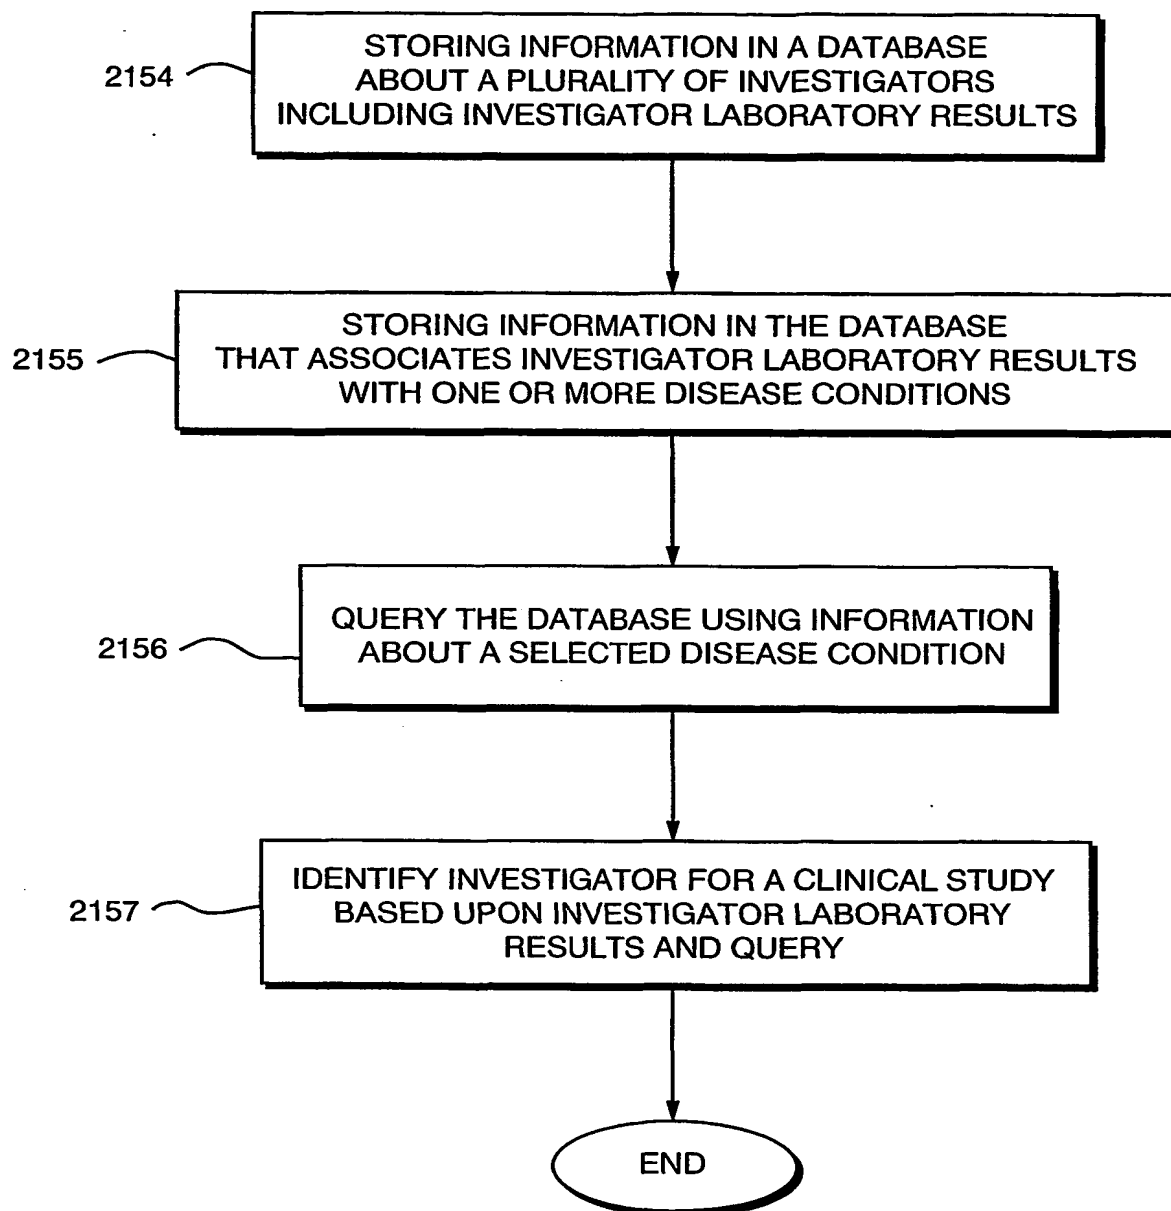 2154
STORING INFORMATION IN A DATABASE
ABOUT A PLURALITY OF INVESTIGATORS
INCLUDING INVESTIGATOR LABORATORY RESULTS
2155
STORING INFORMATION IN THE DATABASE
THAT ASSOCIATES INVESTIGATOR LABORATORY RESULTS
WITH ONE OR MORE DISEASE CONDITIONS
2156
QUERY THE DATABASE USING INFORMATION
ABOUT A SELECTED DISEASE CONDITION
2157
IDENTIFY INVESTIGATOR FOR A CLINICAL STUDY
BASED UPON INVESTIGATOR LABORATORY
RESULTS AND QUERY
END